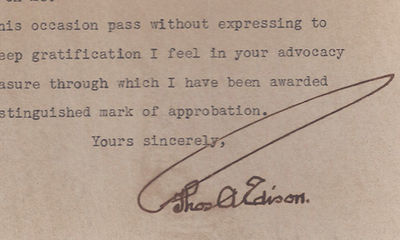 his occasion pass without expressing to
eep gratification I feel in your advocacy
asure through which I have been awarded
stinguished mark of approbation.
Yours sincerely,
Thos A Edison.